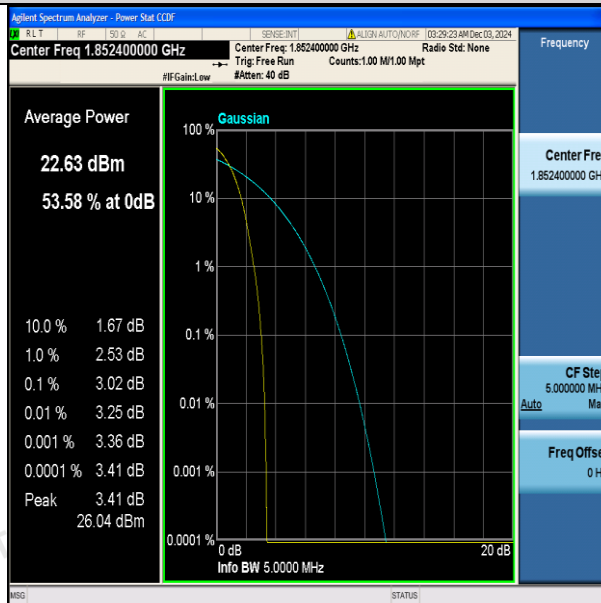 Agilent Spectrum Analyzer - Power Stat CCDF
R L T RF 50 Ω AC SENSE:INT ALIGN AUTO/NORF 03:29:23 AM Dec 03, 2024
Center Freq 1.852400000 GHz
Center Freq: 1.852400000 GHz Radio Std: None
Trig: Free Run Counts:1.00 M/1.00 Mpt
#IFGain:Low #Atten: 40 dB
Frequency
Average Power
22.63 dBm
53.58 % at 0dB
10.0 % 1.67 dB
1.0 % 2.53 dB
0.1 % 3.02 dB
0.01 % 3.25 dB
0.001 % 3.36 dB
0.0001 % 3.41 dB
Peak 3.41 dB
26.04 dBm
Gaussian
100 %
10 %
1 %
0.1 %
0.01 %
0.001 %
0.0001 %
0 dB 20 dB
Info BW 5.0000 MHz
Center Fre
1.852400000 GH
CF Ste
5.000000 MH
Auto Ma
Freq Offse
0 H
MSG STATUS